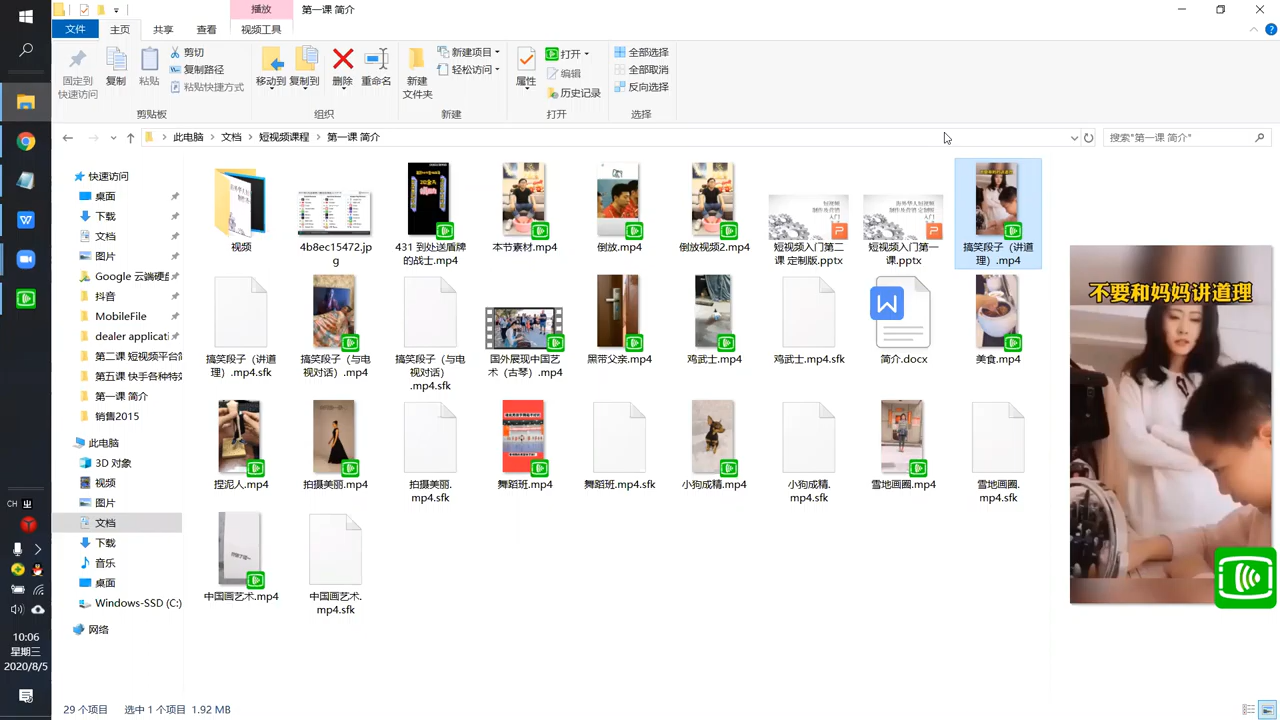 播放
第一课 简介
文件
主页
共享
查看
视频工具
固定到
快速访问
复制
粘贴
剪切
复制路径
粘贴快捷方式
剪贴板
移动到
复制到
删除
重命名
组织
新建
文件夹
新建项目
轻松访问
新建
属性
打开
编辑
历史记录
打开
全部选择
全部取消
反向选择
选择
此电脑
文档
短视频课程
第一课 简介
搜索"第一课 简介"
快速访问
桌面
下载
文档
图片
Google 云端硬盘
抖音
MobileFile
dealer applicati
第二课 短视频平台
第五课 快手各种特效
第一课 简介
销售2015
此电脑
3D 对象
视频
图片
文档
下载
音乐
桌面
Windows-SSD (C:)
网络
视频
4b8ec15472.jp
g
431 到处送盾牌
的战士.mp4
本节素材.mp4
倒放.mp4
倒放视频2.mp4
短视频入门第二
课 定制版.pptx
短视频入门第一
课.pptx
搞笑段子（讲道
理）.mp4
搞笑段子（讲道
理）.mp4.sfk
搞笑段子（与电
视对话）.mp4
搞笑段子（与电
视对话）
.mp4.sfk
国外展现中国艺
术（古琴）.mp4
黑带父亲.mp4
鸡武士.mp4
鸡武士.mp4.sfk
简介.docx
美食.mp4
捏泥人.mp4
拍摄美丽.mp4
拍摄美丽.
mp4.sfk
舞蹈班.mp4
舞蹈班.mp4.sfk
小狗成精.mp4
小狗成精.
mp4.sfk
雪地画圈.mp4
雪地画圈.
mp4.sfk
中国画艺术.mp4
中国画艺术.
mp4.sfk
不要和妈妈讲道理
CH
10:06
星期三
2020/8/5
29 个项目
选中 1 个项目 1.92 MB